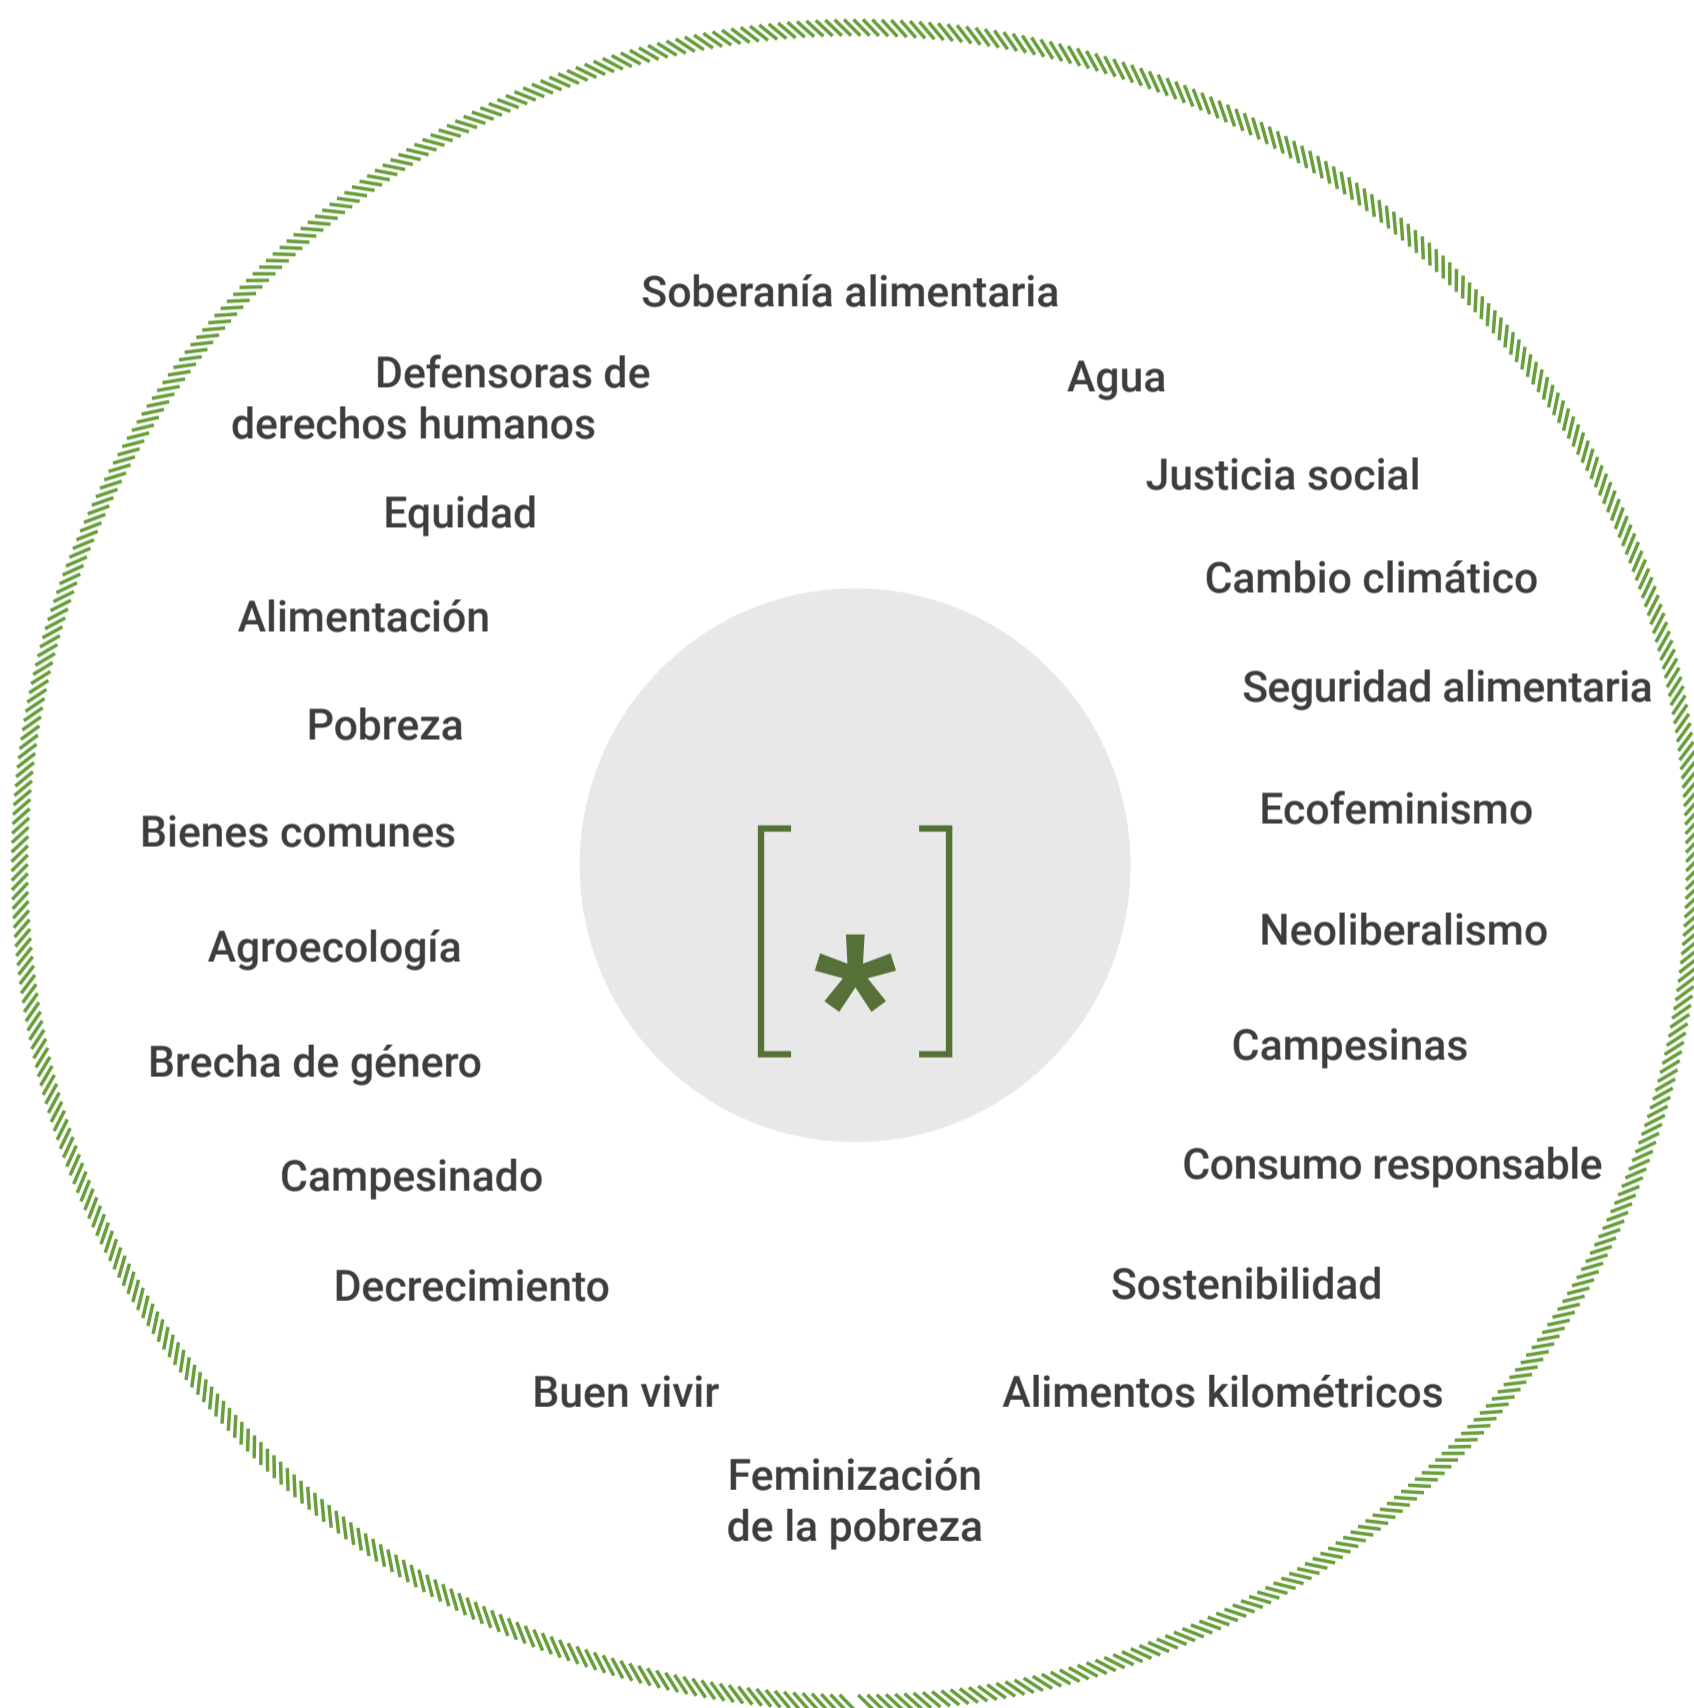 Soberanía alimentaria
Agua
Justicia social
Cambio climático
Seguridad alimentaria
Ecofeminismo
Neoliberalismo
Campesinas
Consumo responsable
Sostenibilidad
Alimentos kilométricos
Feminización
de la pobreza
Buen vivir
Decrecimiento
Campesinado
Brecha de género
Agroecología
Bienes comunes
Pobreza
Alimentación
Equidad
Defensoras de
derechos humanos
[*]